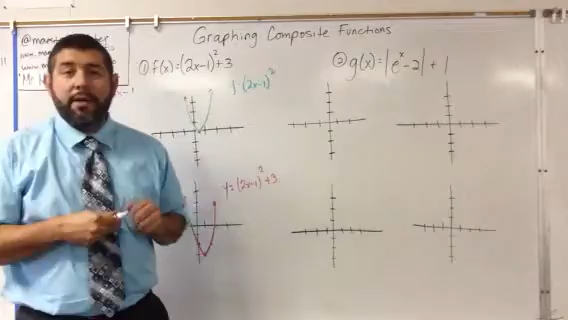 Graphing Composite Functions
① f(x)=(2x-1)²+3
② g(x)=|eˣ-2|+1
(2x-1)²
y=(2x-1)²+3